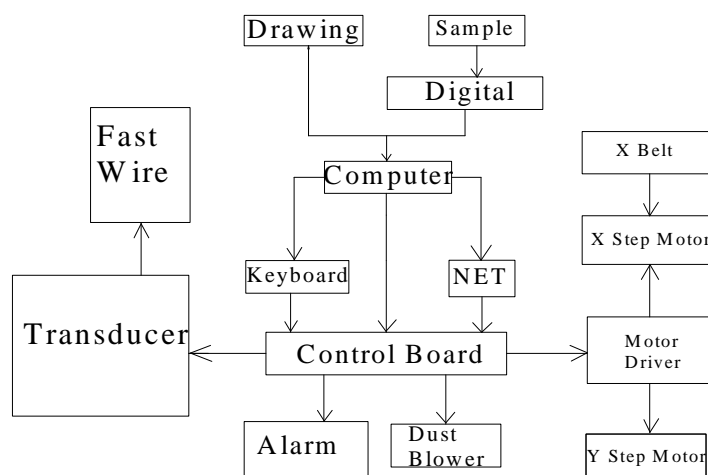 Drawing
Sample
Digital
Fast
Wire
Computer
X Belt
X Step Motor
Keyboard
NET
Transducer
Control Board
Motor
Driver
Alarm
Dust
Blower
Y Step Motor